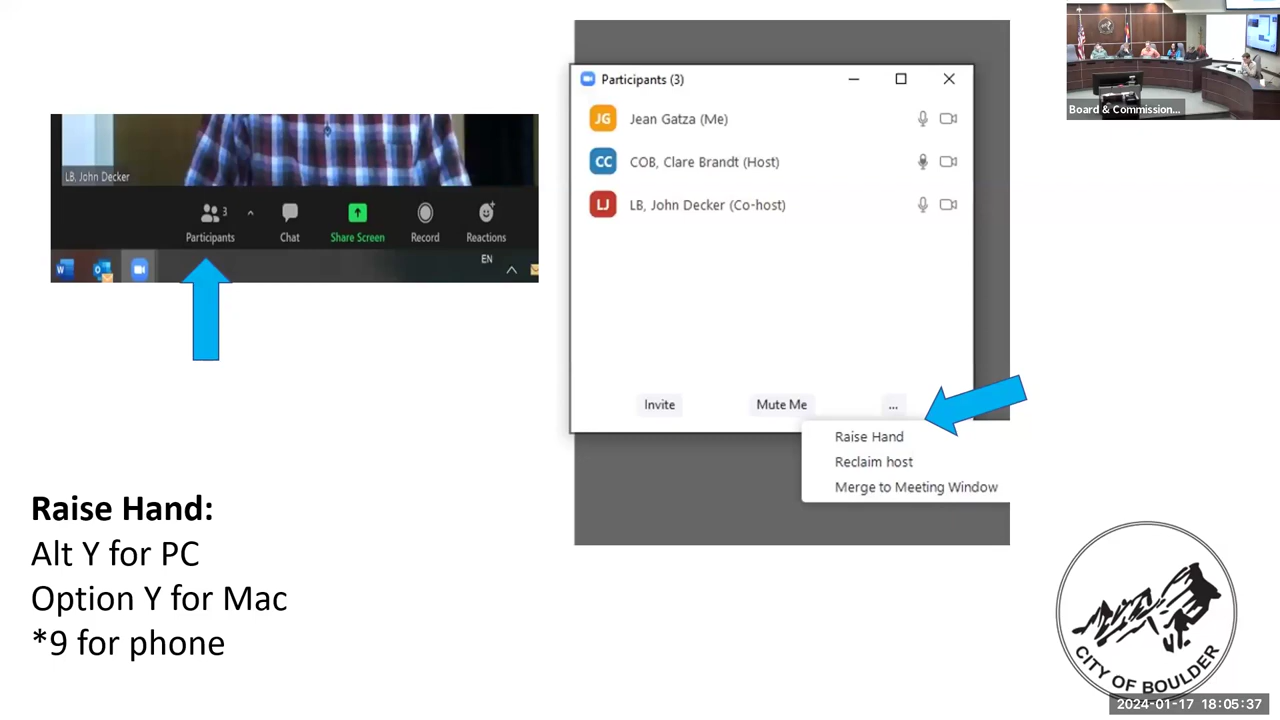 Participants (3)
JG Jean Gatza (Me)
CC COB, Clare Brandt (Host)
LJ LB, John Decker (Co-host)
Invite Mute Me ...
Raise Hand
Reclaim host
Merge to Meeting Window
LB, John Decker
3
Participants Chat Share Screen Record Reactions
EN
Raise Hand:
Alt Y for PC
Option Y for Mac
*9 for phone
Board & Commission...
CITY OF BOULDER
2024-01-17 18:05:37